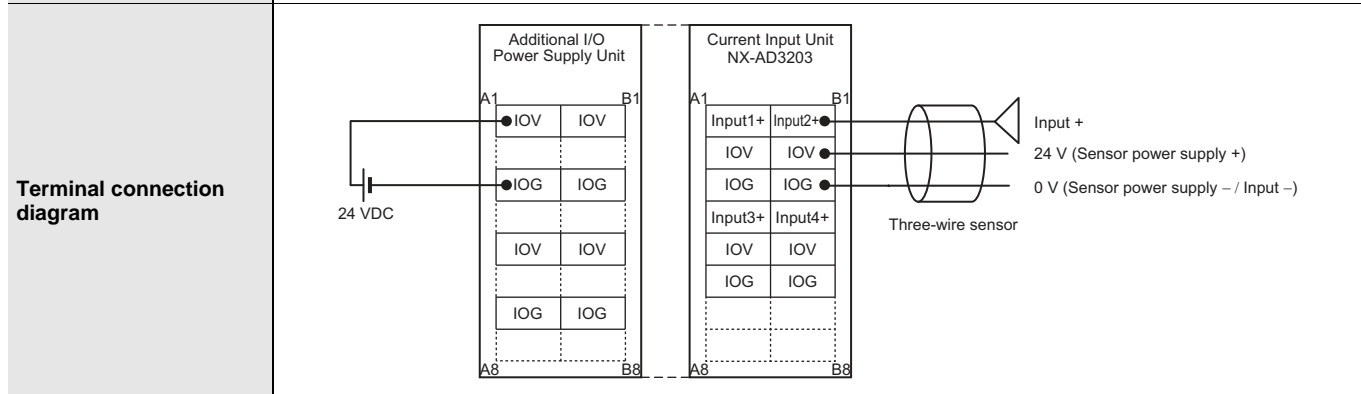 Terminal connection
diagram
Additional I/O
Power Supply Unit
A1 B1
IOV IOV
IOG IOG
IOV IOV
IOG IOG
A8 B8
24 VDC
Current Input Unit
NX-AD3203
A1 B1
Input1+ Input2+
IOV IOV
IOG IOG
Input3+ Input4+
IOV IOV
IOG IOG
A8 B8
Input +
24 V (Sensor power supply +)
0 V (Sensor power supply – / Input –)
Three-wire sensor